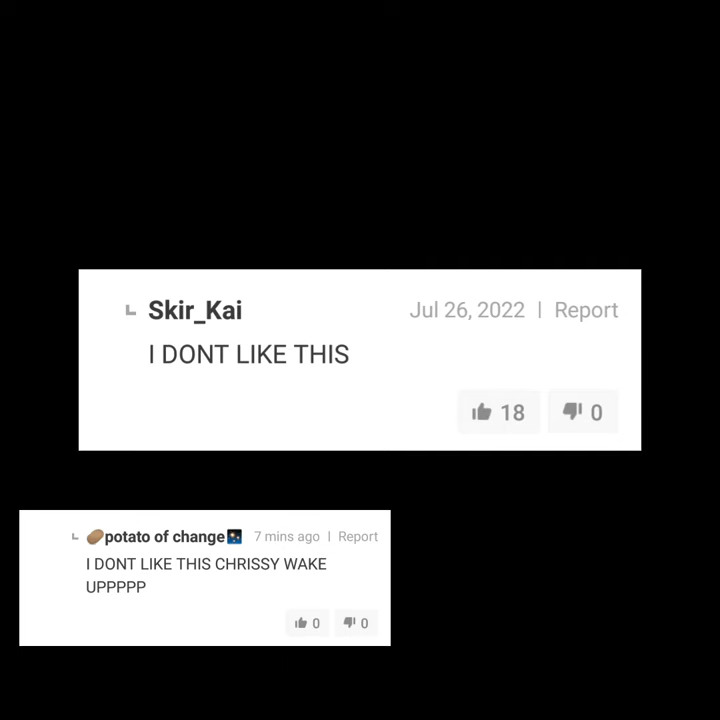 Skir_Kai Jul 26, 2022 | Report
I DONT LIKE THIS
18 0
🥔potato of change🌌 7 mins ago | Report
I DONT LIKE THIS CHRISSY WAKE
UPPPPP
0 0